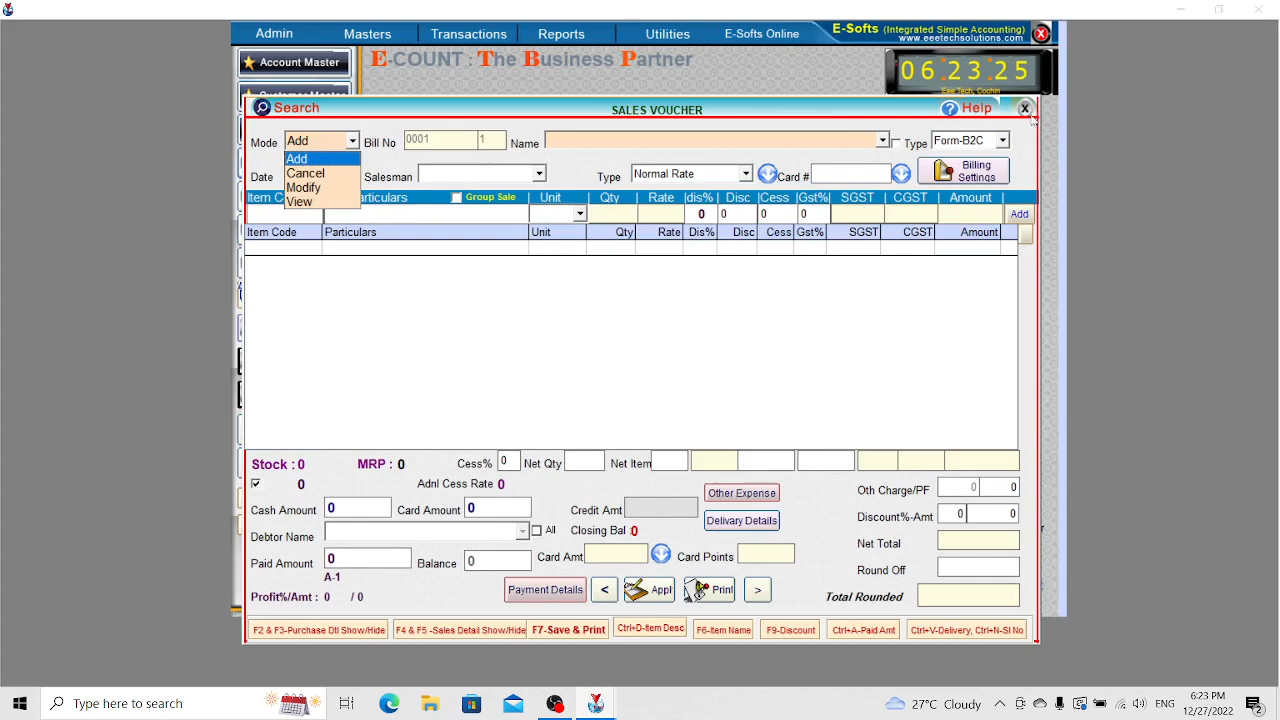 Admin Masters Transactions Reports Utilities E-Softs Online E-Softs (Integrated Simple Accounting)
www.eeetechsolutions.com X
Account Master E-COUNT : The Business Partner 06:23:25
Customer Master Eee Tech, Cochin
Search SALES VOUCHER ? Help X
Mode Add Bill No 0001 1 Name Type Form-B2C
Add
Cancel
Modify
View
Date Salesman Type Normal Rate Card # Billing Settings
Item C articulars Group Sale Unit Qty Rate dis% Disc Cess Gst% SGST CGST Amount
0 0 0 0 Add
Item Code Particulars Unit Qty Rate Dis% Disc Cess Gst% SGST CGST Amount
Stock : 0 MRP : 0 Cess% 0 Net Qty Net Item
0 Adnl Cess Rate 0 Other Expense Oth Charge/PF 0 0
Cash Amount 0 Card Amount 0 Credit Amt Delivary Details Discount%-Amt 0 0
Debtor Name All Closing Bal 0 Net Total
Paid Amount 0 Balance 0 Card Amt Card Points Round Off
A-1
Profit%/Amt : 0 / 0 Payment Details < Appl Print > Total Rounded
F2 & F3-Purchase Dtl Show/Hide F4 & F5 -Sales Detail Show/Hide F7-Save & Print Ctrl+D-Item Desc F6-Item Name F9-Discount Ctrl+A-Paid Amt Ctrl+V-Delivery, Ctrl+N-Sl No
Type here to search 27°C Cloudy ENG 6:23 PM
12/27/2022 2